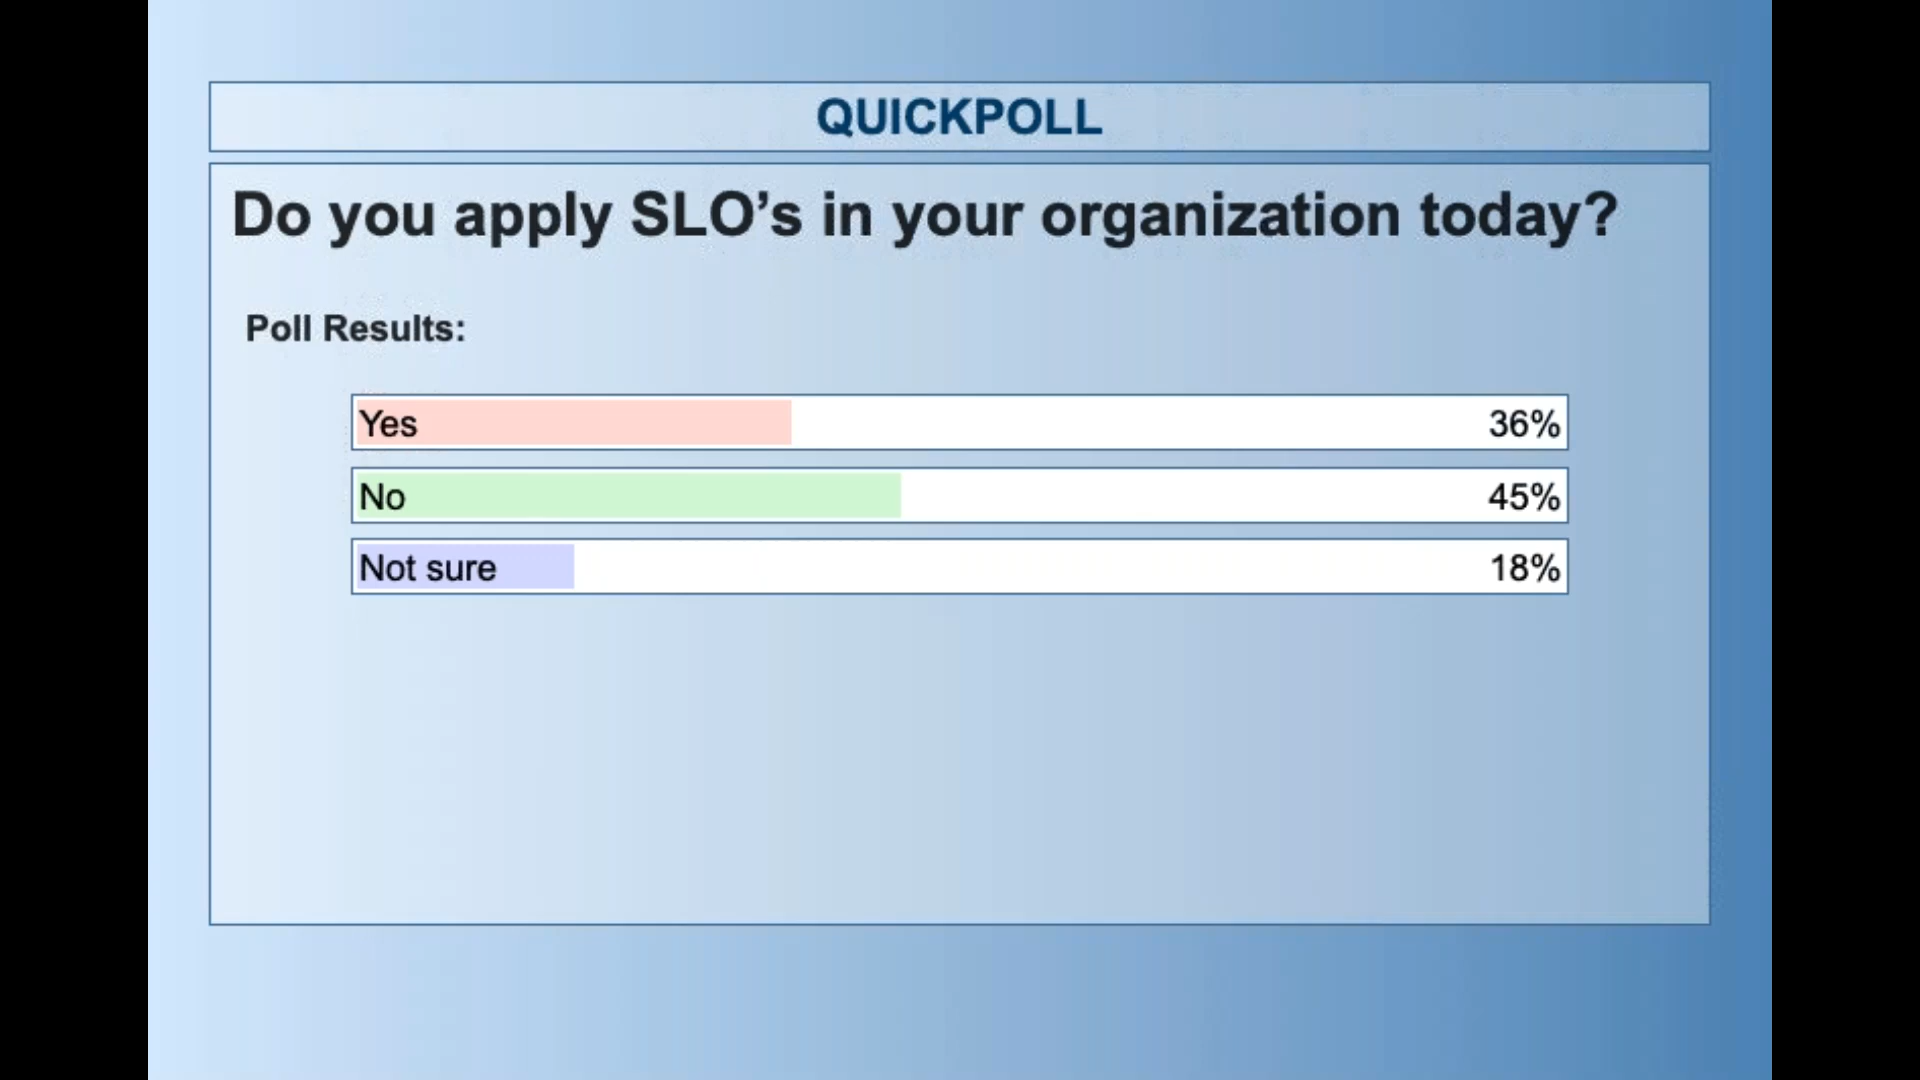 QUICKPOLL
Do you apply SLO’s in your organization today?
Poll Results:
Yes 36%
No 45%
Not sure 18%